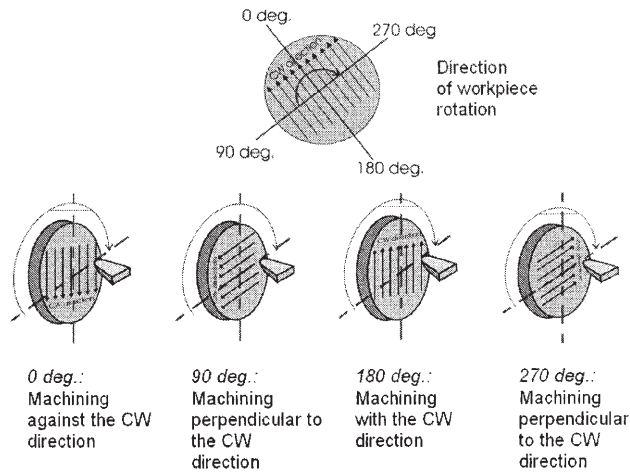 0 deg.
270 deg
CW direction
Direction
of workpiece
rotation
90 deg.
180 deg.
0 deg.:
Machining
against the CW
direction
90 deg.:
Machining
perpendicular to
the CW
direction
180 deg.:
Machining
with the CW
direction
270 deg.:
Machining
perpendicular
to the CW
direction